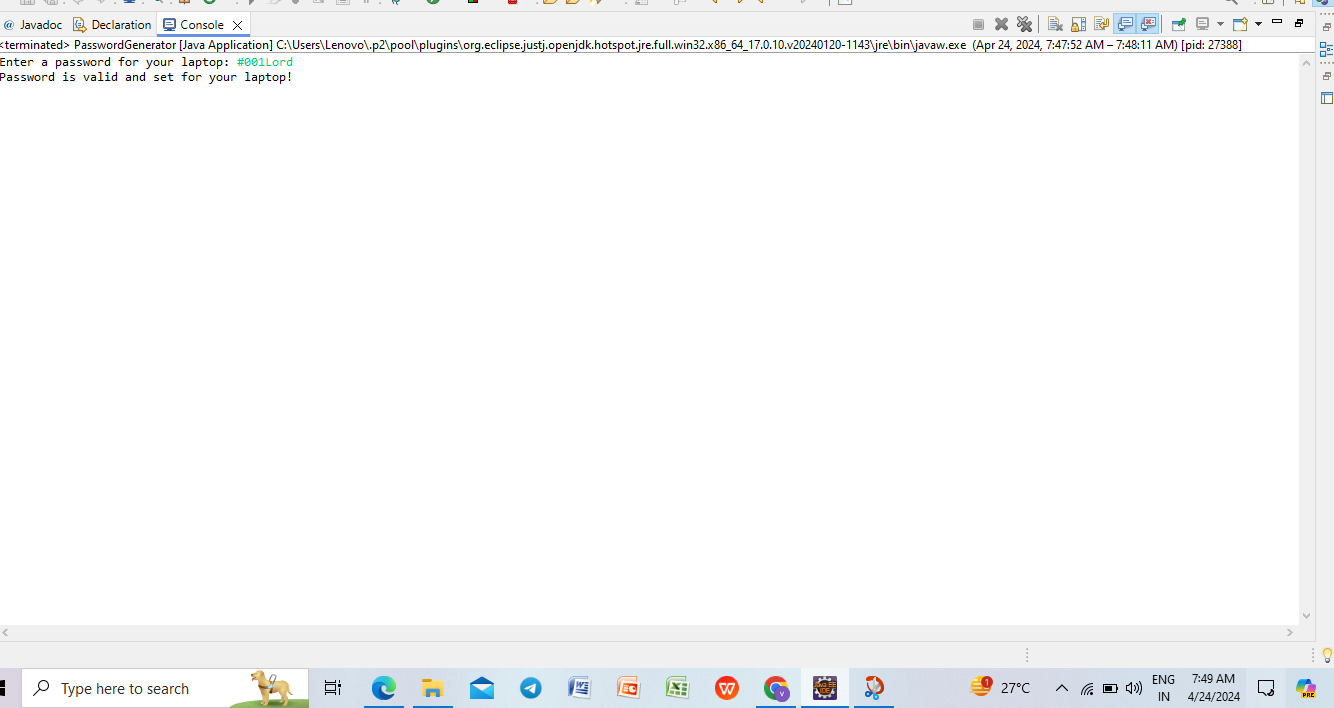 @ Javadoc Declaration Console
<terminated> PasswordGenerator [Java Application] C:\Users\Lenovo\.p2\pool\plugins\org.eclipse.justj.openjdk.hotspot.jre.full.win32.x86_64_17.0.10.v20240120-1143\jre\bin\javaw.exe (Apr 24, 2024, 7:47:52 AM – 7:48:11 AM) [pid: 27388]
Enter a password for your laptop: #001Lord
Password is valid and set for your laptop!
Type here to search
1
27°C
ENG
IN
7:49 AM
4/24/2024
PRE